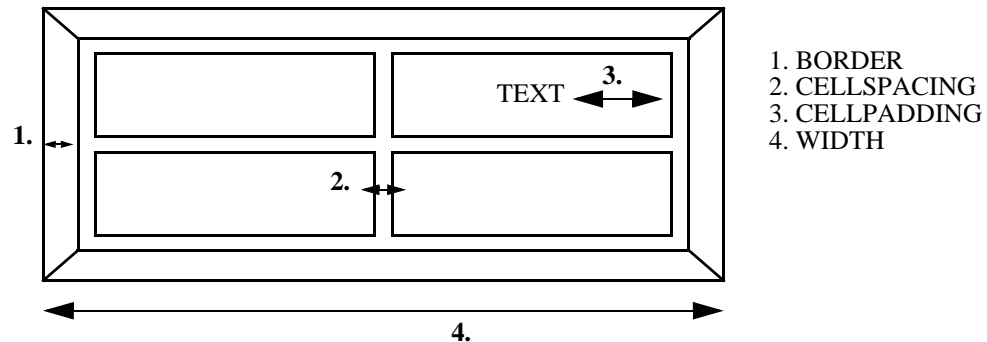 TEXT
3.
1.
2.
4.
1. BORDER
2. CELLSPACING
3. CELLPADDING
4. WIDTH